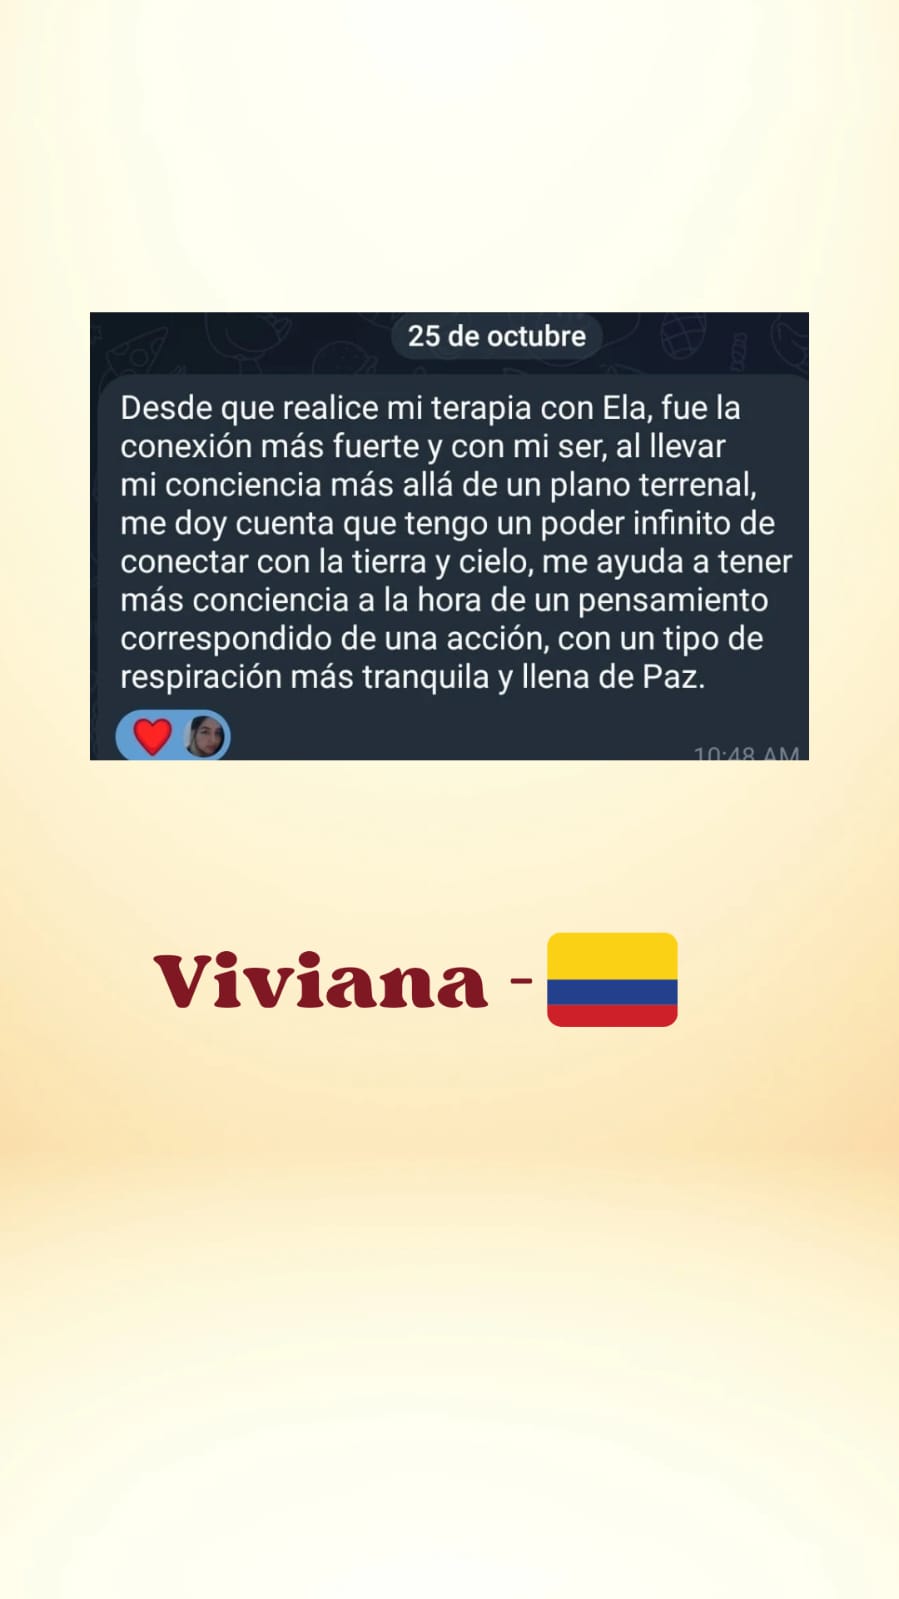 25 de octubre
Desde que realice mi terapia con Ela, fue la
conexión más fuerte y con mi ser, al llevar
mi conciencia más allá de un plano terrenal,
me doy cuenta que tengo un poder infinito de
conectar con la tierra y cielo, me ayuda a tener
más conciencia a la hora de un pensamiento
correspondido de una acción, con un tipo de
respiración más tranquila y llena de Paz.
10:48 AM
Viviana -